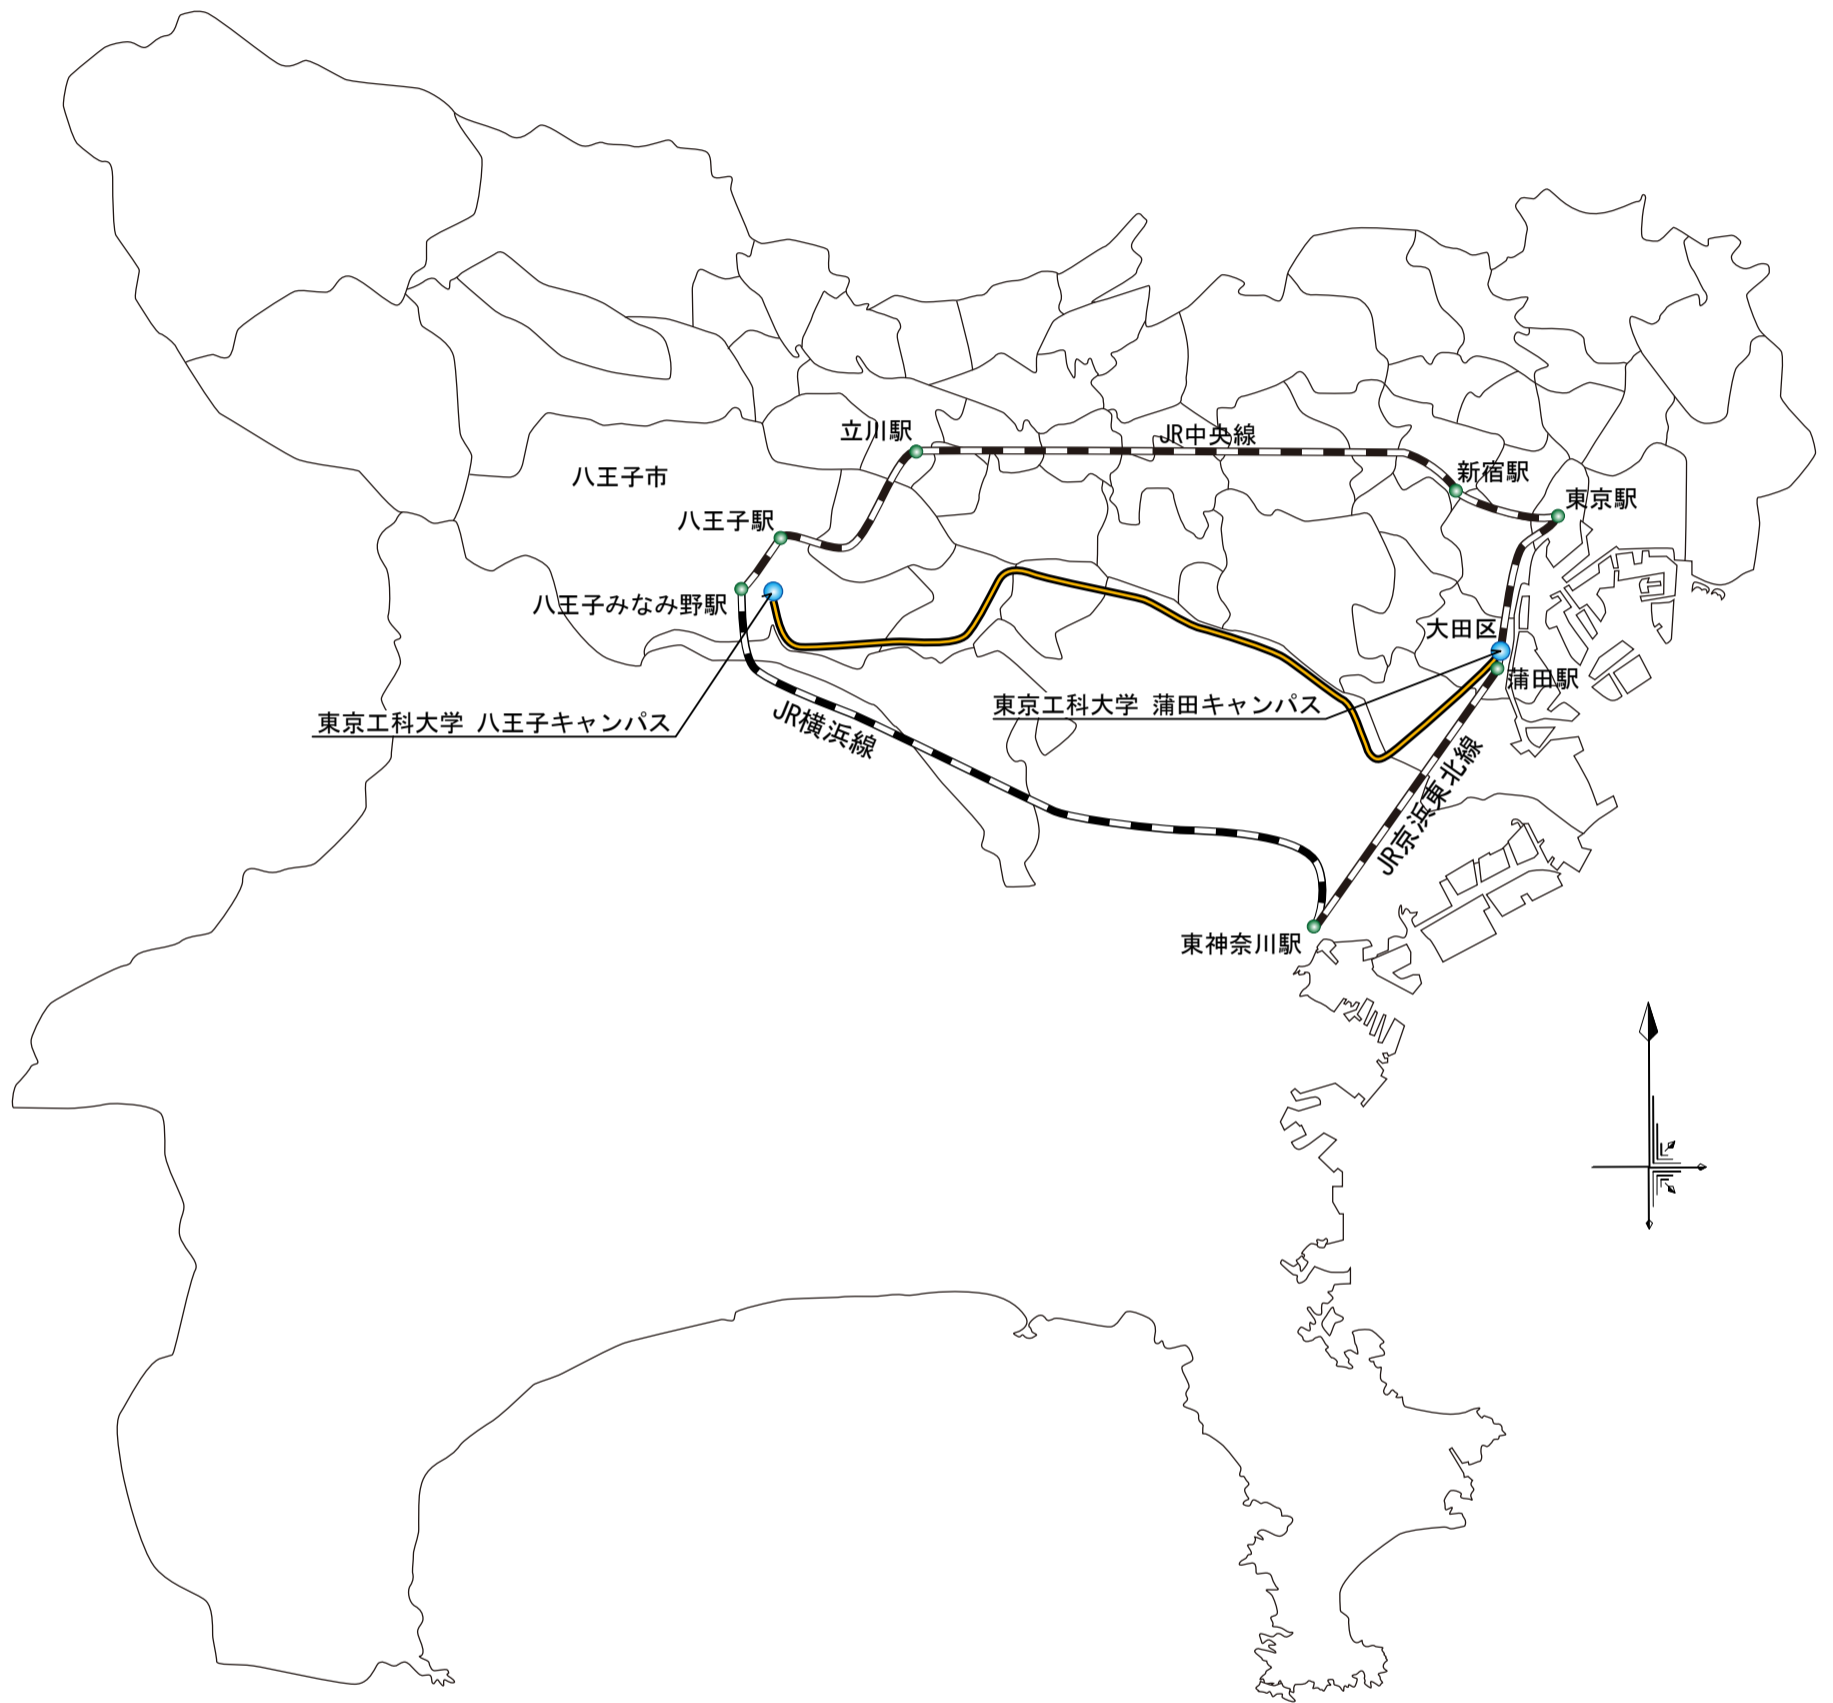 立川駅
JR中央線
八王子市
新宿駅
東京駅
八王子駅
八王子みなみ野駅
大田区
蒲田駅
東京工科大学 蒲田キャンパス
東京工科大学 八王子キャンパス
JR横浜線
JR京浜東北線
東神奈川駅